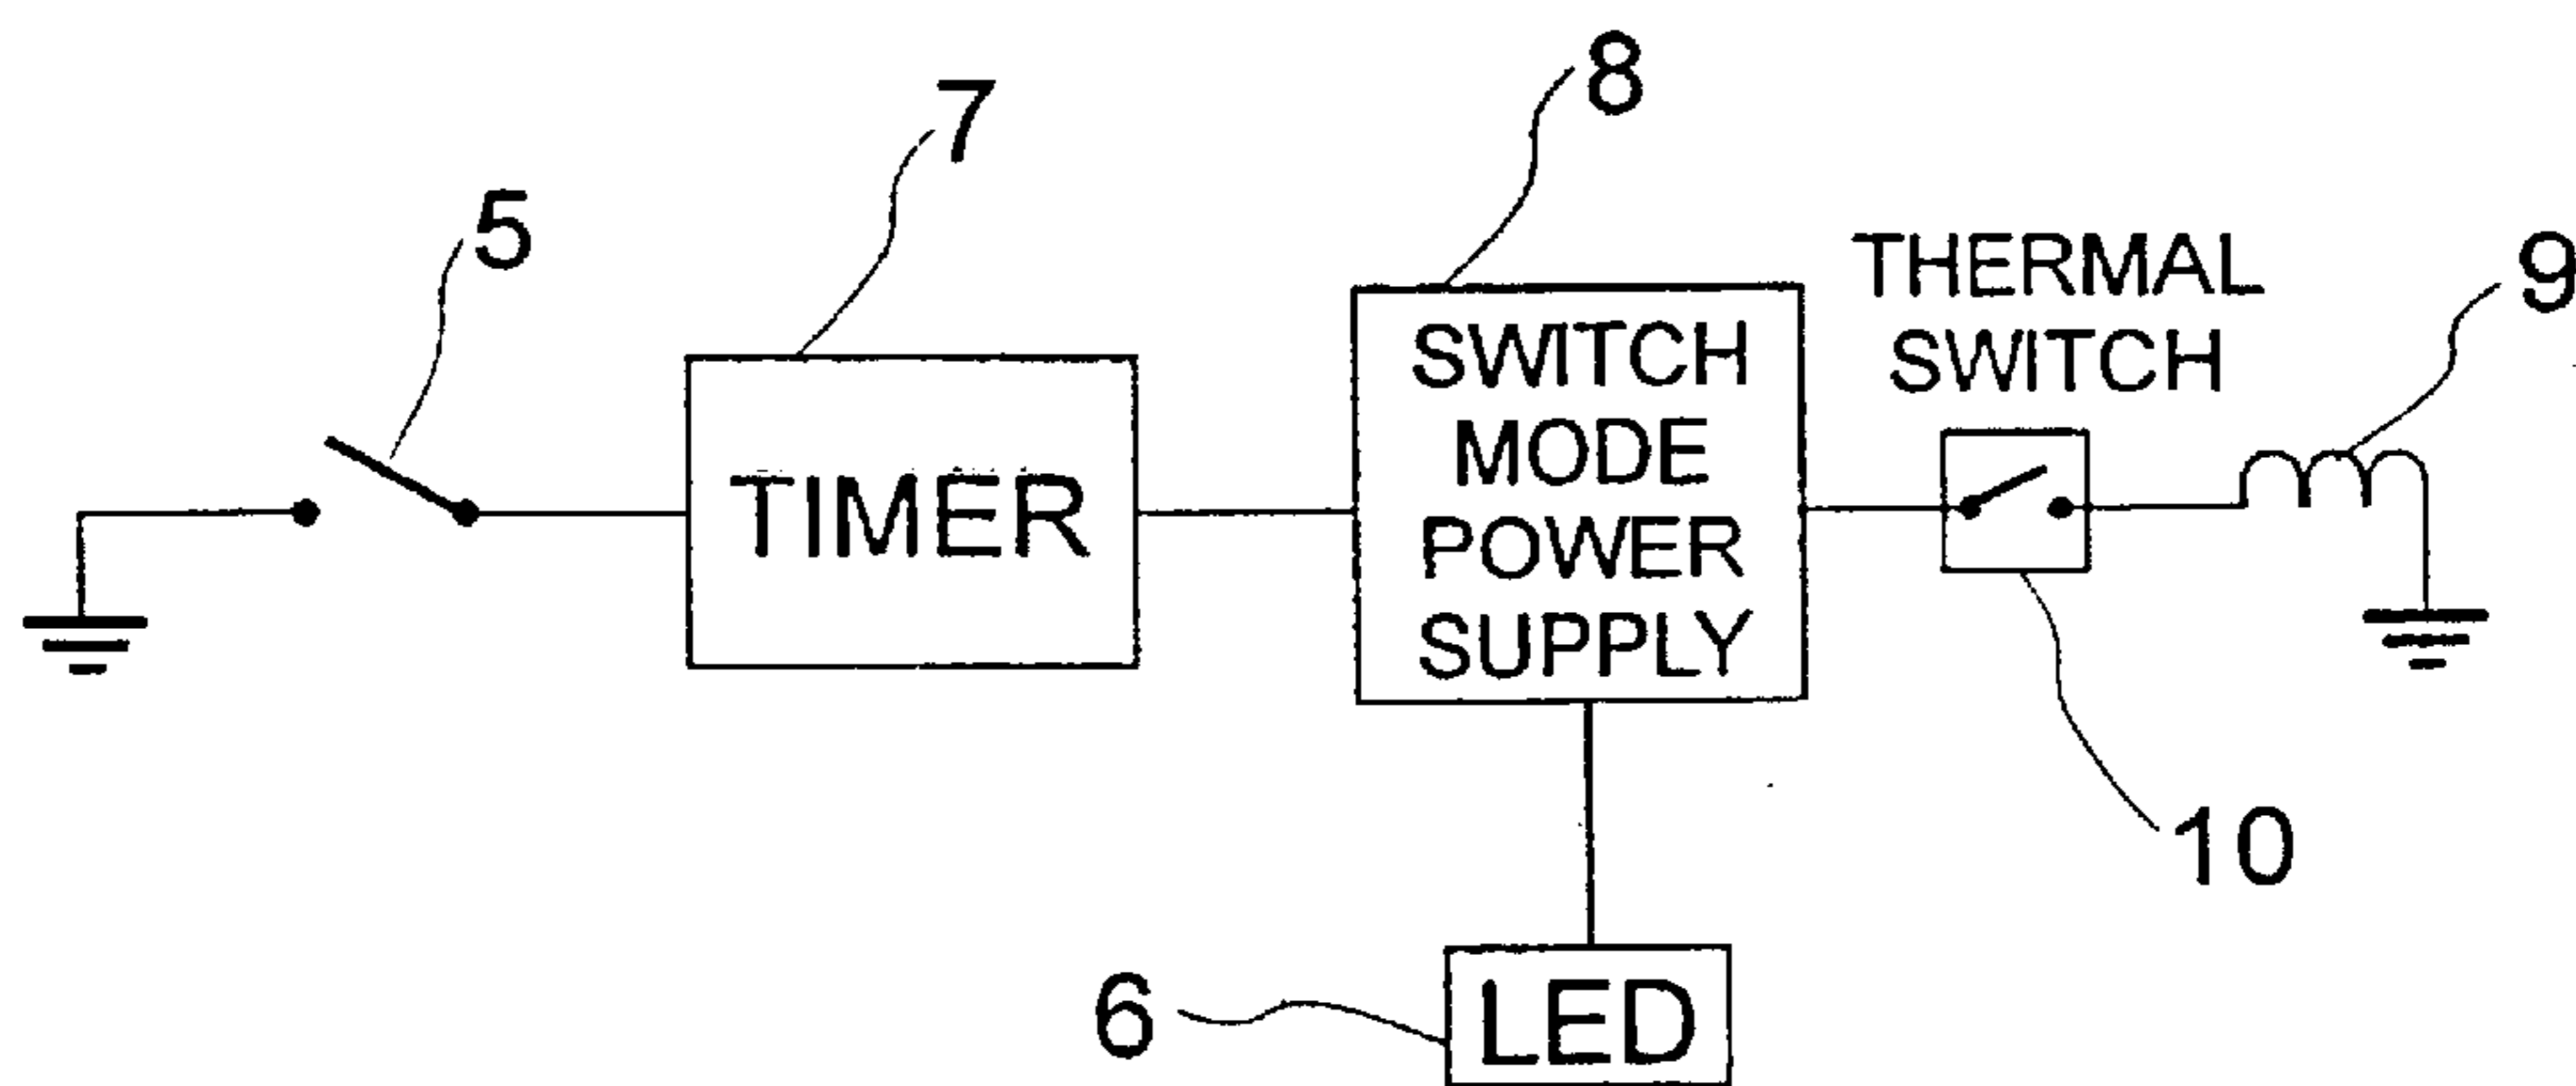 8
7
5
THERMAL
SWITCH
9
SWITCH
MODE
POWER
SUPPLY
TIMER
10
6
LED